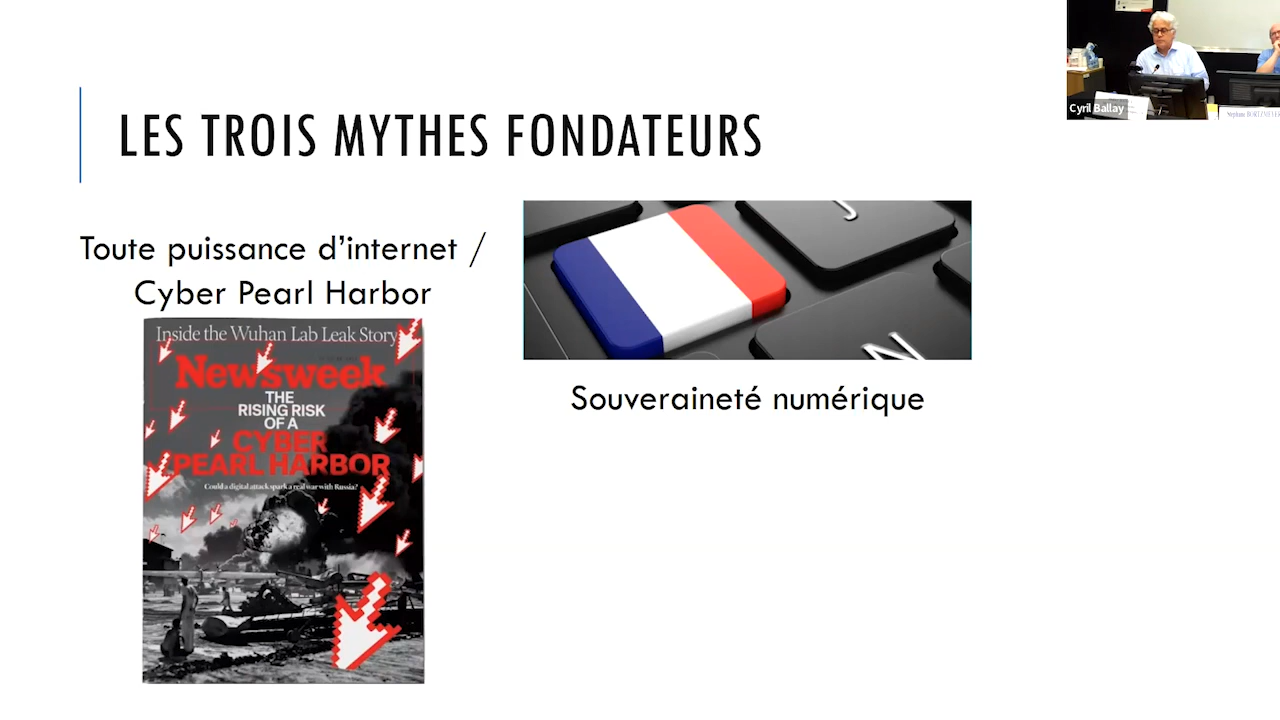 LES TROIS MYTHES FONDATEURS
Toute puissance d’internet /
Cyber Pearl Harbor
Inside the Wuhan Lab Leak Story
Newsweek
THE
RISING RISK
OF A
CYBER
PEARL HARBOR
Could a digital attack spark a real war with Russia?
J
N
Souveraineté numérique
Cyril Ballay